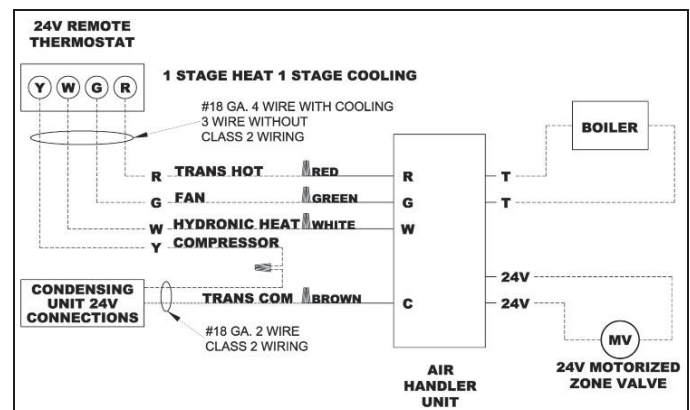 24V REMOTE
THERMOSTAT
Y W G R
1 STAGE HEAT 1 STAGE COOLING
#18 GA. 4 WIRE WITH COOLING
3 WIRE WITHOUT
CLASS 2 WIRING
BOILER
R TRANS HOT RED R T
G FAN GREEN G T
W HYDRONIC HEAT WHITE W
Y COMPRESSOR
24V
CONDENSING
UNIT 24V
CONNECTIONS
TRANS COM BROWN C 24V
#18 GA. 2 WIRE
CLASS 2 WIRING
MV
AIR
HANDLER
UNIT
24V MOTORIZED
ZONE VALVE